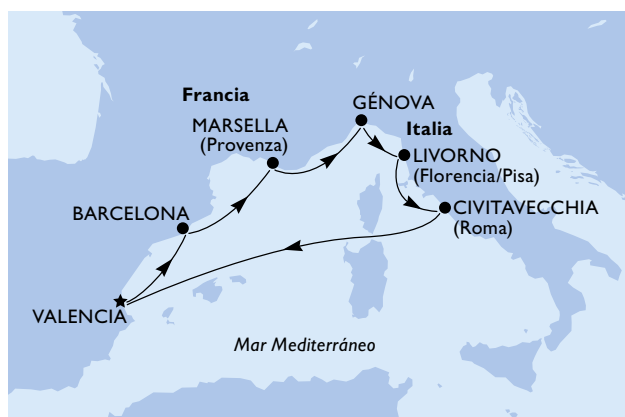 Francia
MARSELLA
(Provenza)
GÉNOVA
Italia
LIVORNO
(Florencia/Pisa)
BARCELONA
CIVITAVECCHIA
(Roma)
VALENCIA
Mar Mediterráneo